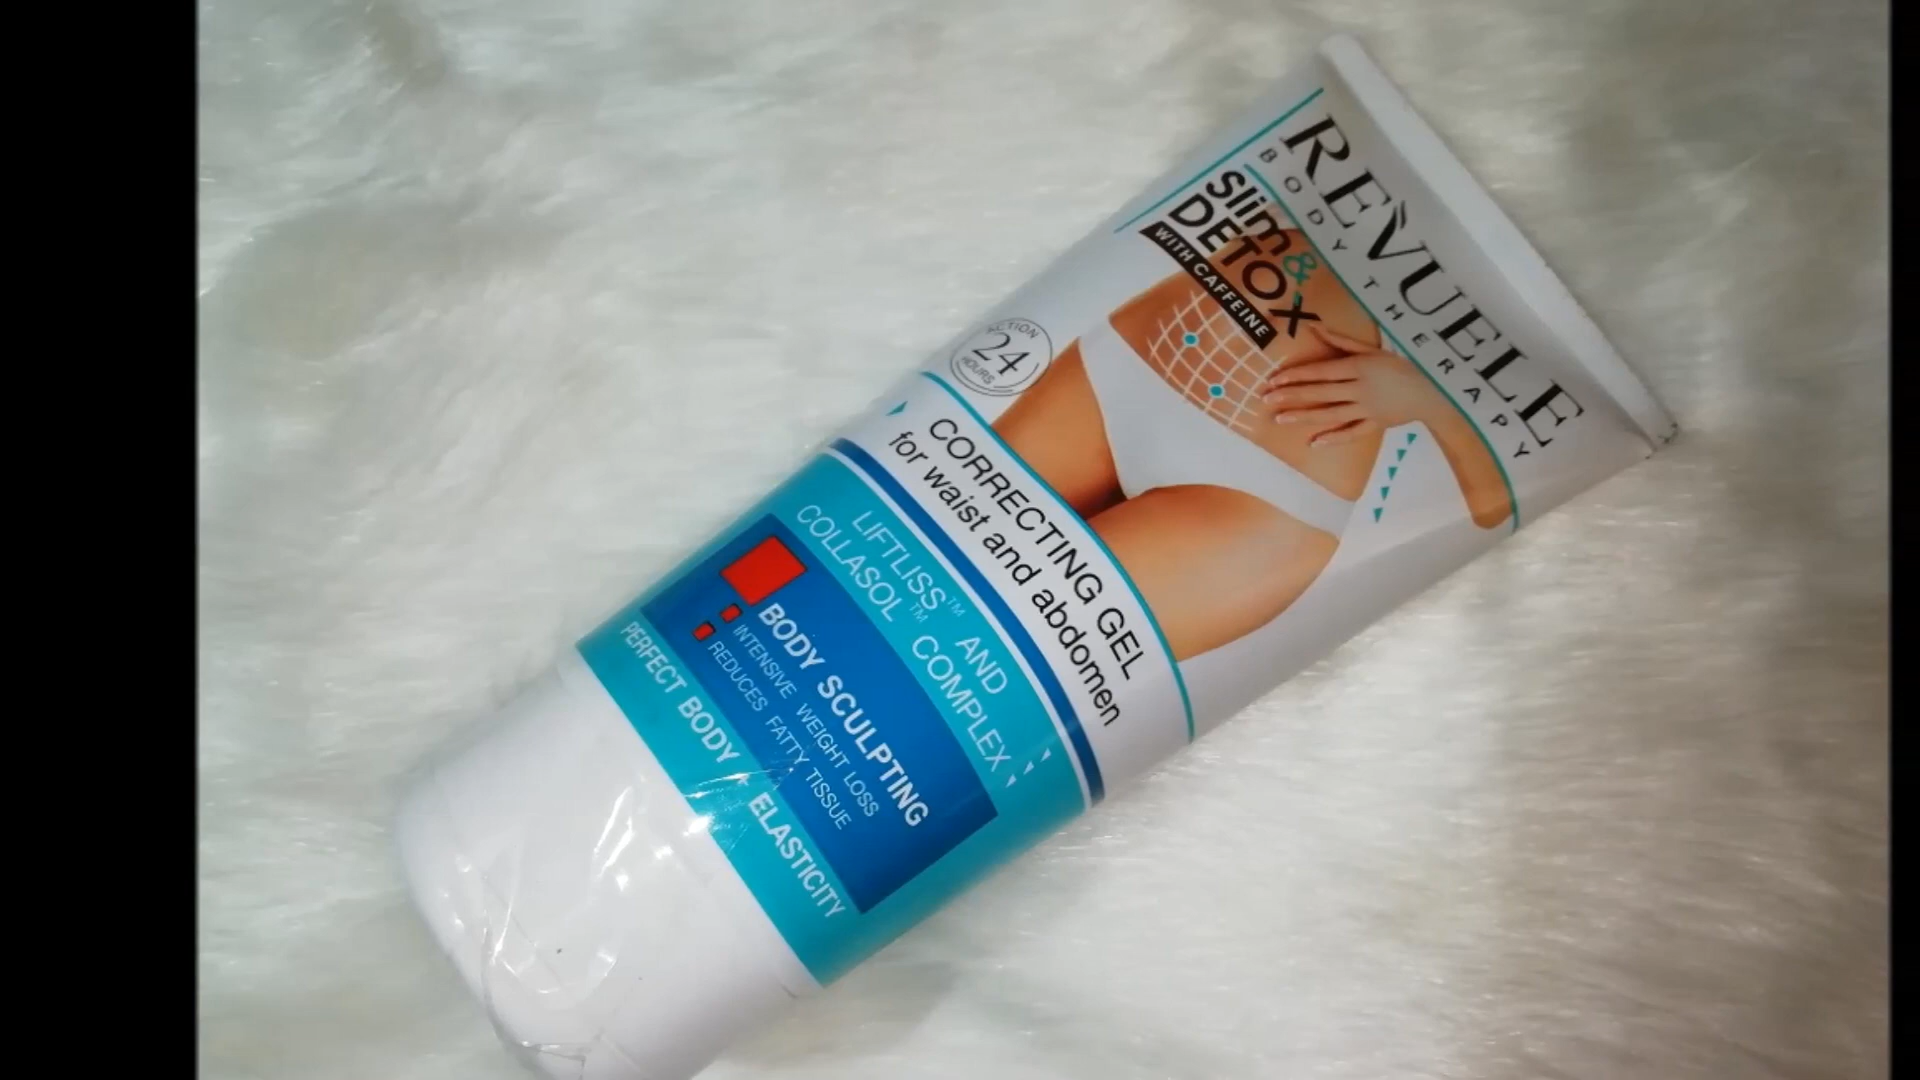 REVUELE
BODY THERAPY
Slim &
DETOX
WITH CAFFEINE
ACTION
24
HOURS
CORRECTING GEL
for waist and abdomen
LIFTLISS™ AND
COLLASOL™ COMPLEX
BODY SCULPTING
INTENSIVE WEIGHT LOSS
REDUCES FATTY TISSUE
PERFECT BODY + ELASTICITY